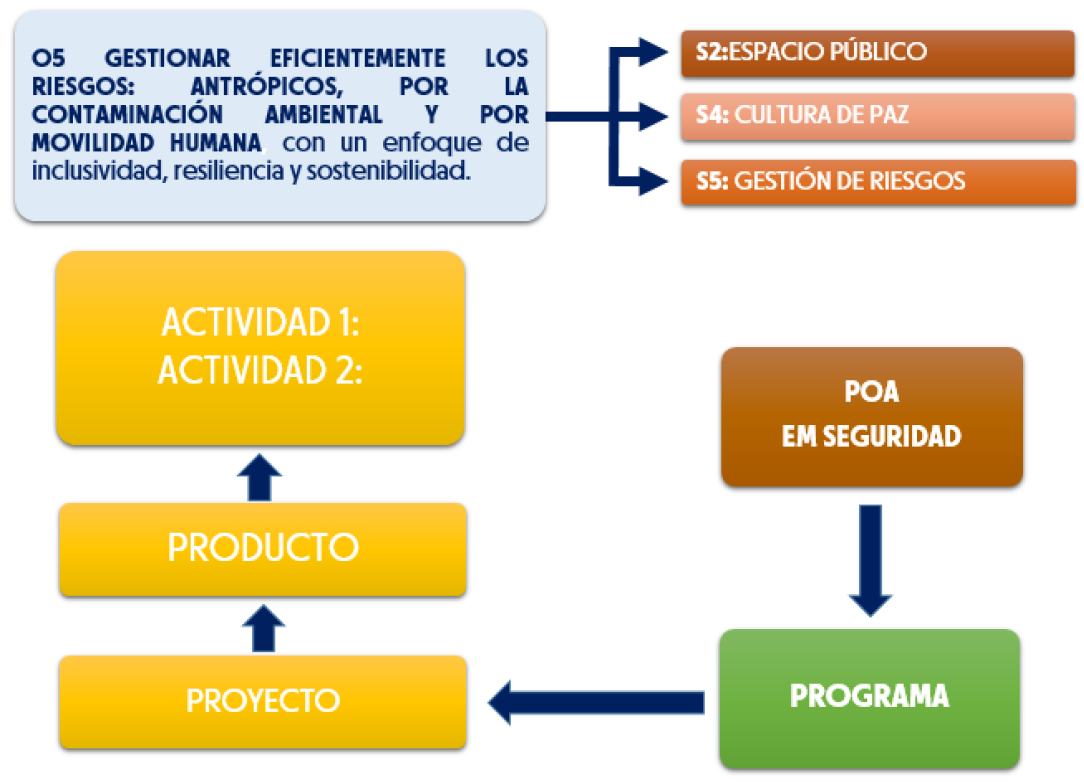 O5 GESTIONAR EFICIENTEMENTE LOS
RIESGOS: ANTRÓPICOS, POR LA
CONTAMINACIÓN AMBIENTAL Y POR
MOVILIDAD HUMANA con un enfoque de
inclusividad, resiliencia y sostenibilidad.
S2:ESPACIO PÚBLICO
S4: CULTURA DE PAZ
S5: GESTIÓN DE RIESGOS
ACTIVIDAD 1:
ACTIVIDAD 2:
POA
EM SEGURIDAD
PRODUCTO
PROYECTO
PROGRAMA